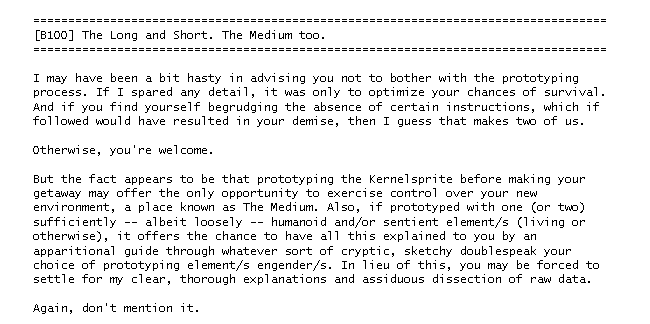 ==============================================================================
[B100] The Long and Short. The Medium too.
==============================================================================
I may have been a bit hasty in advising you not to bother with the prototyping
process. If I spared any detail, it was only to optimize your chances of survival.
And if you find yourself begrudging the absence of certain instructions, which if
followed would have resulted in your demise, then I guess that makes two of us.
Otherwise, you're welcome.
But the fact appears to be that prototyping the Kernelsprite before making your
getaway may offer the only opportunity to exercise control over your new
environment, a place known as The Medium. Also, if prototyped with one (or two)
sufficiently -- albeit loosely -- humanoid and/or sentient element/s (living or
otherwise), it offers the chance to have all this explained to you by an
apparitional guide through whatever sort of cryptic, sketchy doublespeak your
choice of prototyping element/s engender/s. In lieu of this, you may be forced to
settle for my clear, thorough explanations and assiduous dissection of raw data.
Again, don't mention it.